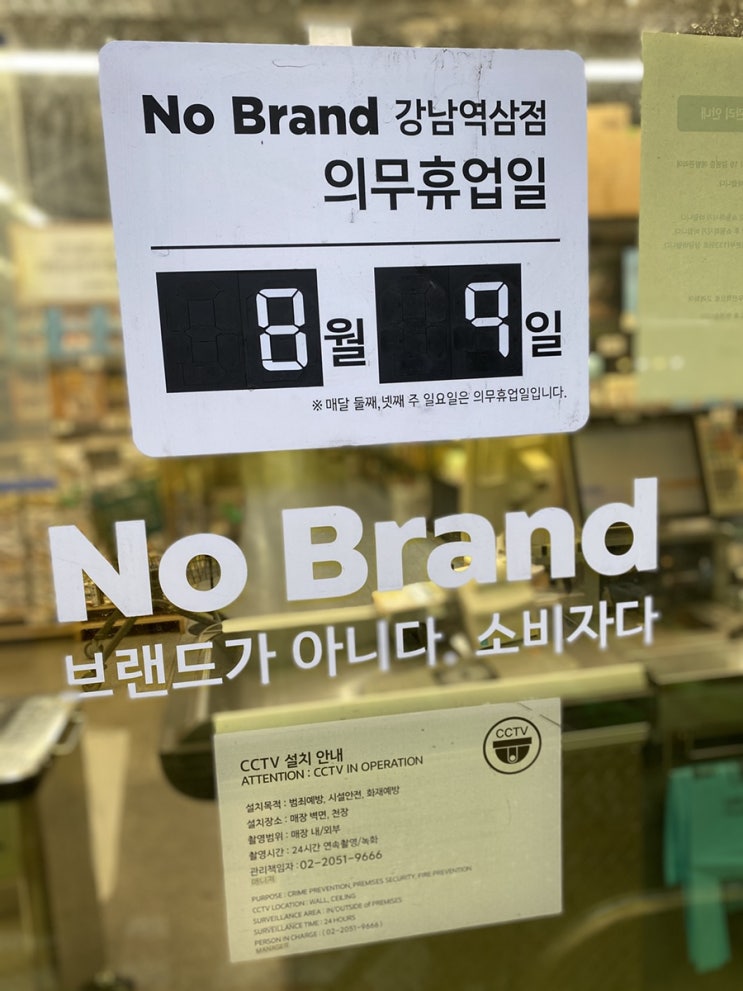 No Brand 강남역삼점
의무휴업일
8월 9일
※ 매달 둘째,넷째 주 일요일은 의무휴업일입니다.
No Brand
브랜드가 아니다. 소비자다
CCTV
CCTV 설치 안내
ATTENTION : CCTV IN OPERATION
설치목적 : 범죄예방, 시설안전, 화재예방
설치장소 : 매장 벽면, 천장
촬영범위 : 매장 내/외부
촬영시간 : 24시간 연속촬영/녹화
관리책임자 : 02-2051-9666
매니저
PURPOSE : CRIME PREVENTION, PREMISES SECURITY, FIRE PREVENTION
CCTV LOCATION : WALL, CEILING
SURVEILLANCE AREA : IN/OUTSIDE of PREMISES
SURVEILLANCE TIME : 24 HOURS
PERSON IN CHARGE : ( 02-2051-9666 )
MANAGER